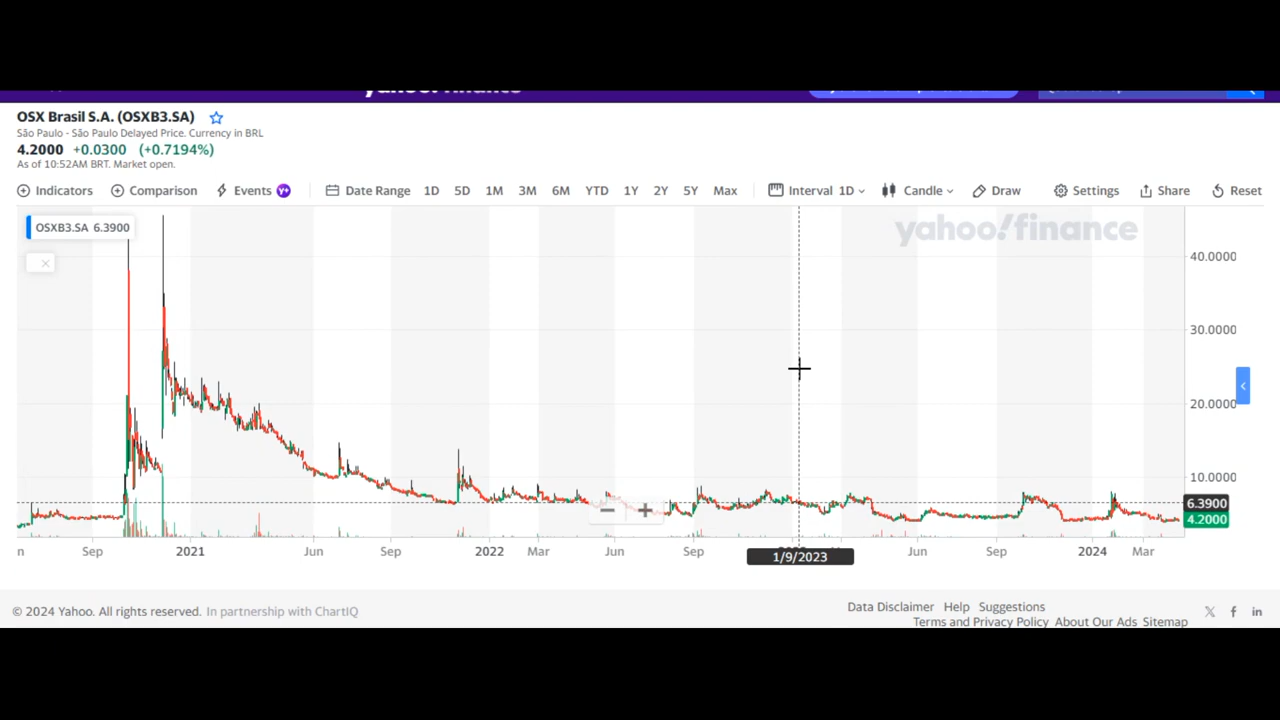 OSX Brasil S.A. (OSXB3.SA)
São Paulo - São Paulo Delayed Price. Currency in BRL
4.2000 +0.0300 (+0.7194%)
As of 10:52AM BRT. Market open.
Indicators Comparison Events Y+ Date Range 1D 5D 1M 3M 6M YTD 1Y 2Y 5Y Max Interval 1D Candle Draw Settings Share Reset
OSXB3.SA 6.3900
yahoo!finance
40.0000
30.0000
20.0000
10.0000
6.3900
4.2000
n Sep 2021 Jun Sep 2022 Mar Jun Sep Jun Sep 2024 Mar
1/9/2023
© 2024 Yahoo. All rights reserved. In partnership with ChartIQ
Data Disclaimer Help Suggestions
Terms and Privacy Policy About Our Ads Sitemap